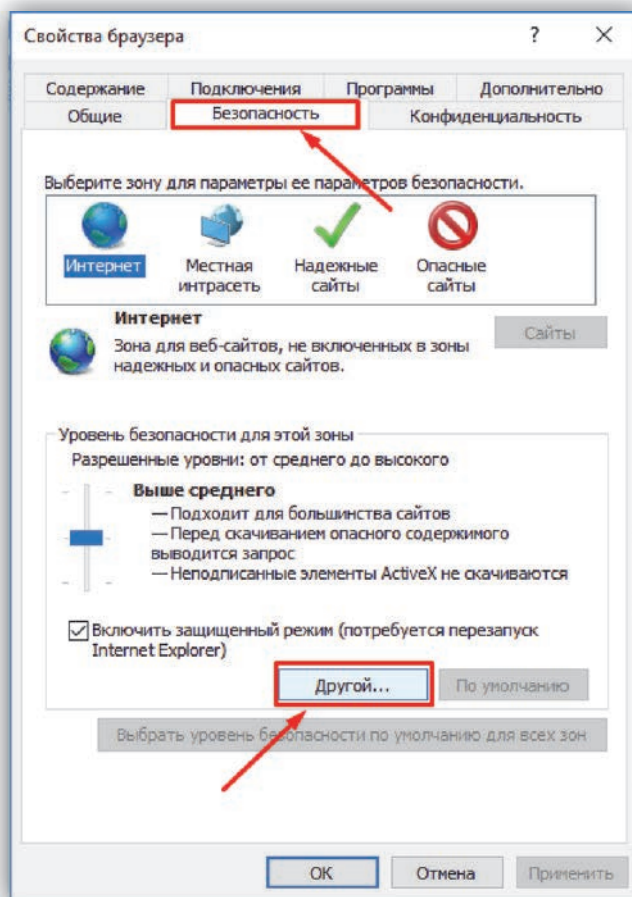 Свойства браузера
?
Содержание Подключения Программы Дополнительно
Общие Безопасность Конфиденциальность
Выберите зону для параметры ее параметров безопасности.
Интернет Местная интрасеть Надежные сайты Опасные сайты
Интернет
Сайты
Зона для веб-сайтов, не включенных в зоны
надежных и опасных сайтов.
Уровень безопасности для этой зоны
Разрешенные уровни: от среднего до высокого
Выше среднего
— Подходит для большинства сайтов
— Перед скачиванием опасного содержимого
выводится запрос
— Неподписанные элементы ActiveX не скачиваются
Включить защищенный режим (потребуется перезапуск
Internet Explorer)
Другой... По умолчанию
Выбрать уровень безопасности по умолчанию для всех зон
ОК Отмена Применить